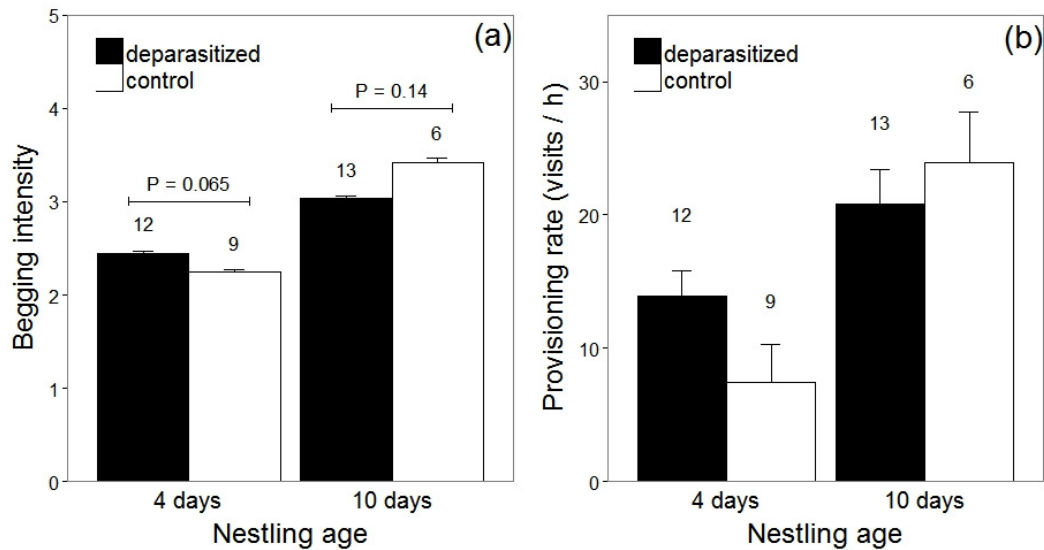 (a)
deparasitized
control
P = 0.14
6
13
P = 0.065
12
9
5
4
3
2
1
0
Begging intensity
4 days
10 days
Nestling age
(b)
deparasitized
control
6
13
12
9
30
20
10
0
Provisioning rate (visits / h)
4 days
10 days
Nestling age